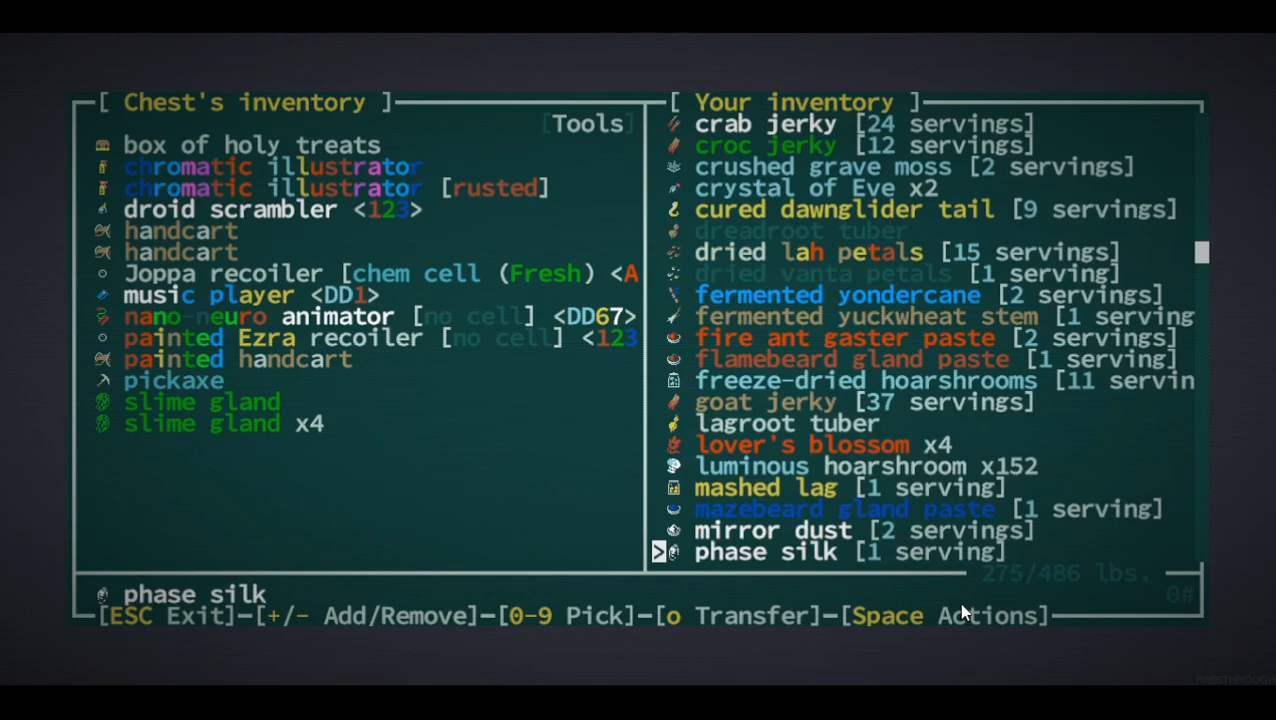 [ Chest's inventory ]
[Tools]
box of holy treats
chromatic illustrator
chromatic illustrator [rusted]
droid scrambler <123>
handcart
handcart
Joppa recoiler [chem cell (Fresh) <A
music player <DD1>
nano-neuro animator [no cell] <DD67>
painted Ezra recoiler [no cell] <123
painted handcart
pickaxe
slime gland
slime gland x4
[ Your inventory ]
crab jerky [24 servings]
croc jerky [12 servings]
crushed grave moss [2 servings]
crystal of Eve x2
cured dawnglider tail [9 servings]
dreadroot tuber
dried lah petals [15 servings]
dried vanta petals [1 serving]
fermented yondercane [2 servings]
fermented yuckwheat stem [1 serving
fire ant gaster paste [2 servings]
flamebeard gland paste [1 serving]
freeze-dried hoarshrooms [11 servin
goat jerky [37 servings]
lagroot tuber
lover's blossom x4
luminous hoarshroom x152
mashed lag [1 serving]
mazebeard gland paste [1 serving]
mirror dust [2 servings]
> phase silk [1 serving]
275/486 lbs.
phase silk
0#
[ESC Exit]-[+/- Add/Remove]-[0-9 Pick]-[o Transfer]-[Space Actions]
PASSTHROUGH